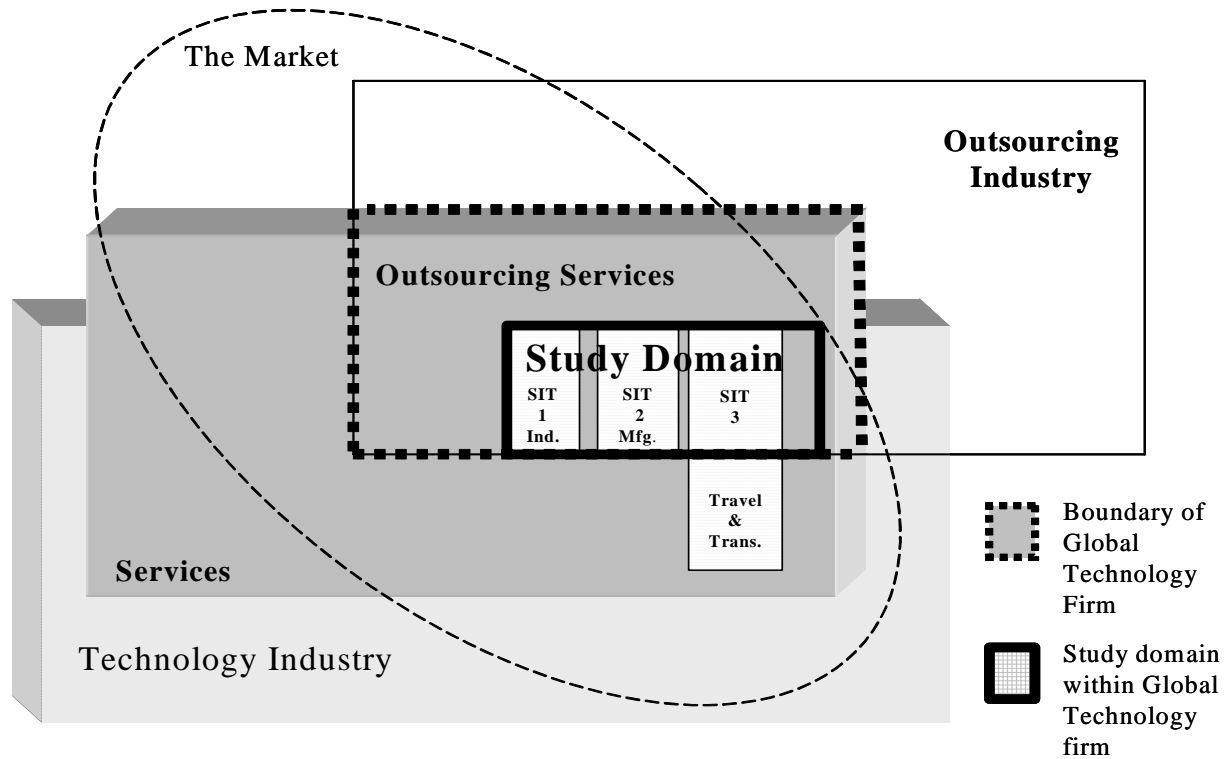 The Market
Outsourcing
Industry
Outsourcing Services
Study Domain
SIT
1
Ind.
SIT
2
Mfg.
SIT
3
Travel
&
Trans.
Services
Technology Industry
Boundary of
Global
Technology
Firm
Study domain
within Global
Technology
firm